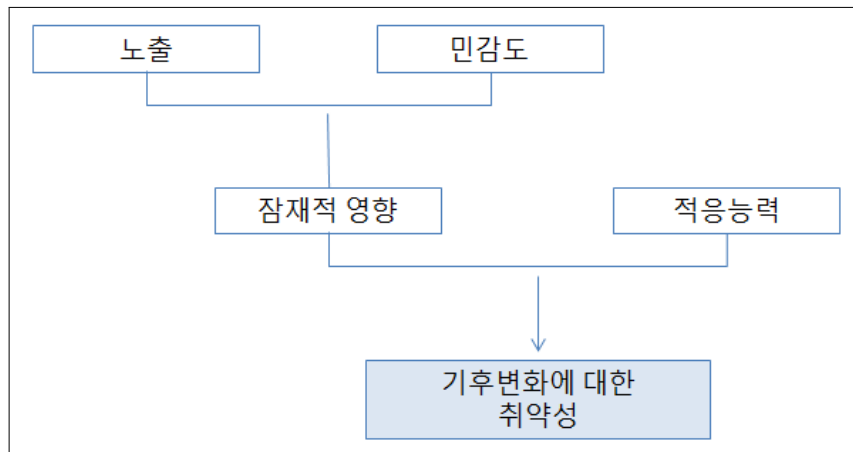 노출
민감도
잠재적 영향
적응능력
기후변화에 대한
취약성